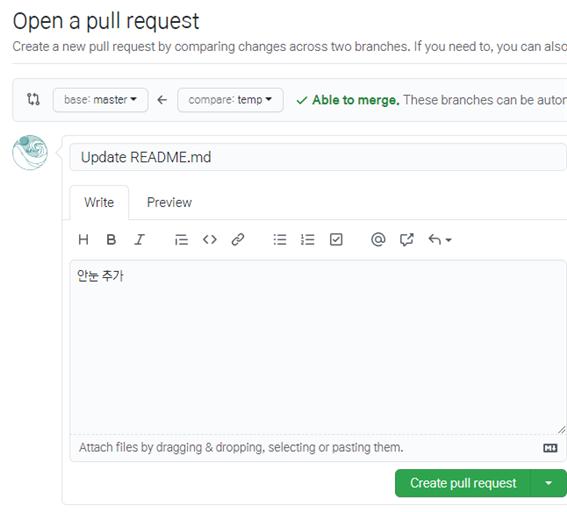 Open a pull request
Create a new pull request by comparing changes across two branches. If you need to, you can also
base: master ← compare: temp ✓ Able to merge. These branches can be autor
Update README.md
Write Preview
H B I
안눈 추가
Attach files by dragging & dropping, selecting or pasting them.
Create pull request